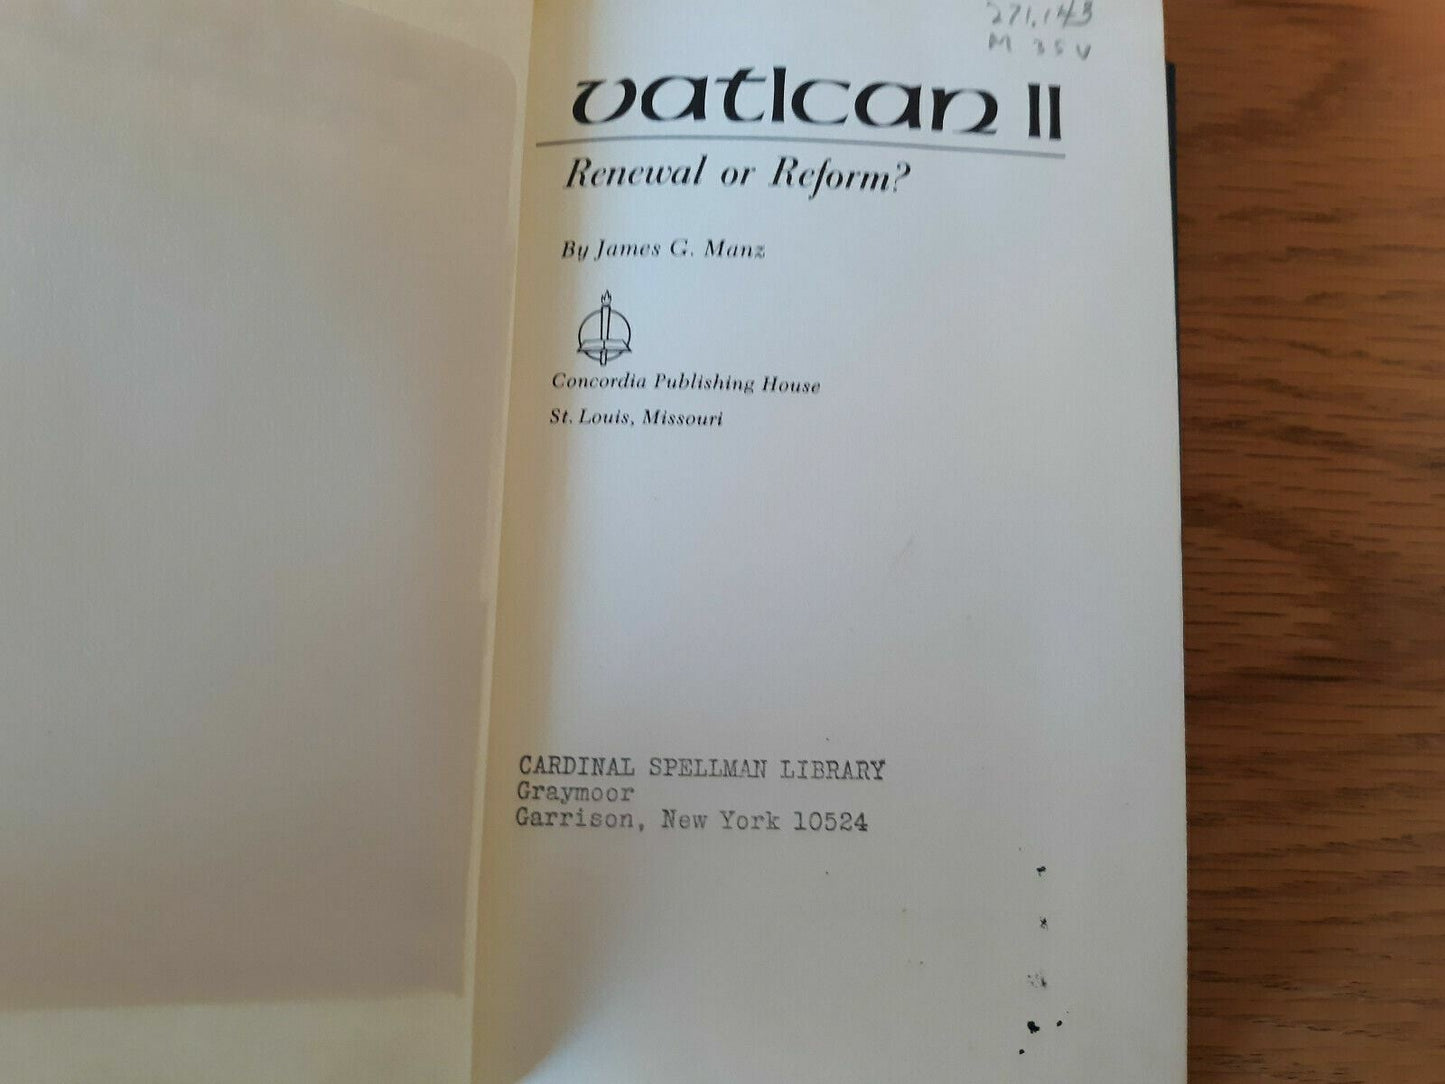 271.143
M 35 v
Vatican II
Renewal or Reform?
By James G. Manz
Concordia Publishing House
St. Louis, Missouri
CARDINAL SPELLMAN LIBRARY
Graymoor
Garrison, New York 10524